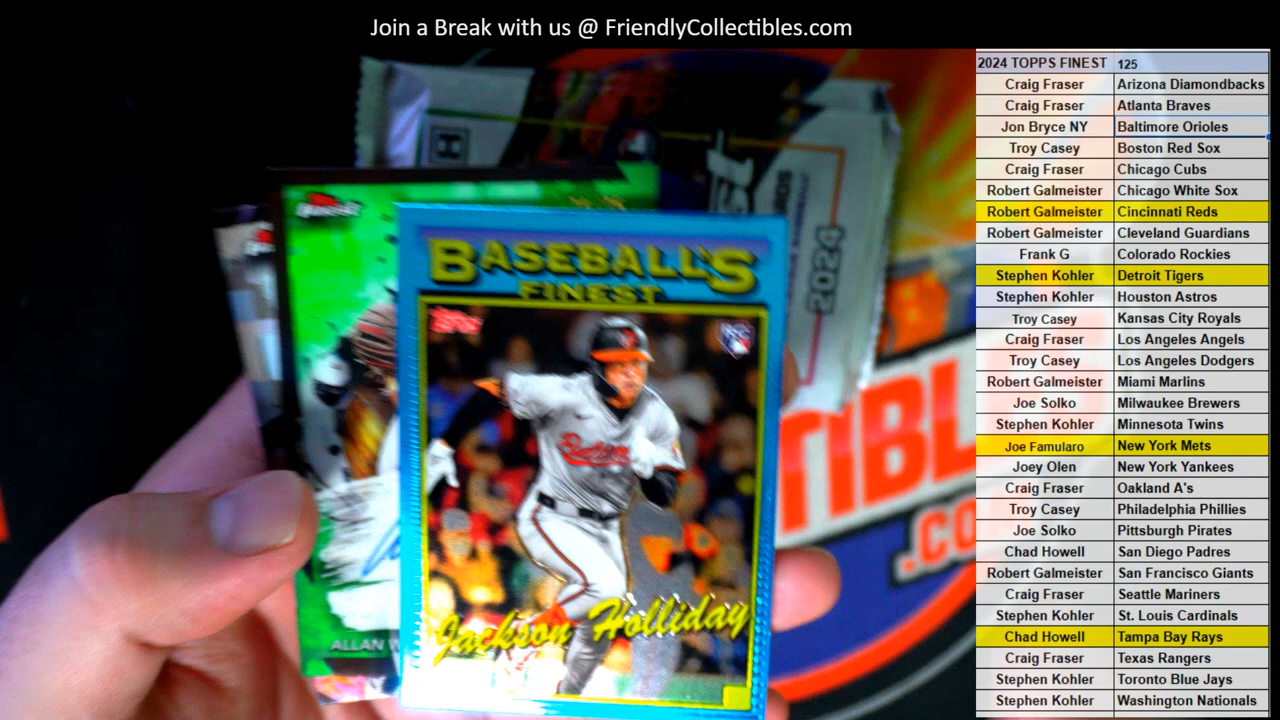 Join a Break with us @ FriendlyCollectibles.com
2024 TOPPS FINEST 125
Craig Fraser Arizona Diamondbacks
Craig Fraser Atlanta Braves
Jon Bryce NY Baltimore Orioles
Troy Casey Boston Red Sox
Craig Fraser Chicago Cubs
Robert Galmeister Chicago White Sox
Robert Galmeister Cincinnati Reds
Robert Galmeister Cleveland Guardians
Frank G Colorado Rockies
Stephen Kohler Detroit Tigers
Stephen Kohler Houston Astros
Troy Casey Kansas City Royals
Craig Fraser Los Angeles Angels
Troy Casey Los Angeles Dodgers
Robert Galmeister Miami Marlins
Joe Solko Milwaukee Brewers
Stephen Kohler Minnesota Twins
Joe Famularo New York Mets
Joey Olen New York Yankees
Craig Fraser Oakland A's
Troy Casey Philadelphia Phillies
Joe Solko Pittsburgh Pirates
Chad Howell San Diego Padres
Robert Galmeister San Francisco Giants
Craig Fraser Seattle Mariners
Stephen Kohler St. Louis Cardinals
Chad Howell Tampa Bay Rays
Craig Fraser Texas Rangers
Stephen Kohler Toronto Blue Jays
Stephen Kohler Washington Nationals
BASEBALL'S
FINEST
Topps
RC
Jackson Holliday
ALLAN W
2024
TIBL
.CO